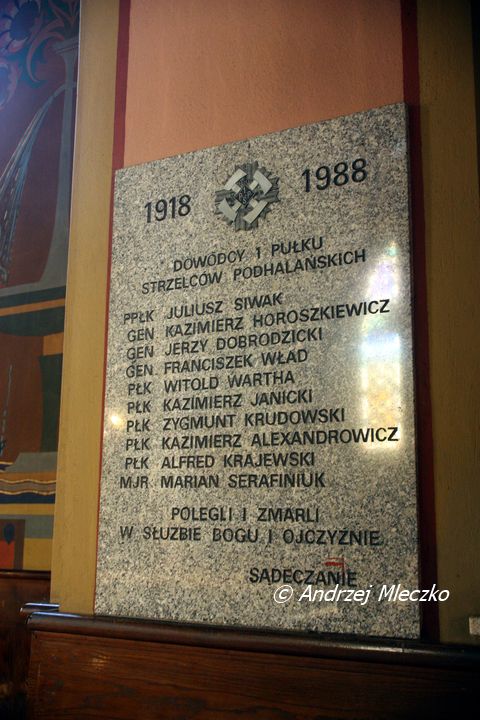 1918 1988
DOWÓDCY 1 PUŁKU
STRZELCÓW PODHALAŃSKICH
PPŁK JULIUSZ SIWAK
GEN KAZIMIERZ HOROSZKIEWICZ
GEN JERZY DOBRODZICKI
GEN FRANCISZEK WŁAD
PŁK WITOLD WARTHA
PŁK KAZIMIERZ JANICKI
PŁK ZYGMUNT KRUDOWSKI
PŁK KAZIMIERZ ALEXANDROWICZ
PŁK ALFRED KRAJEWSKI
MJR MARIAN SERAFINIUK
POLEGLI I ZMARLI
W SŁUŻBIE BOGU I OJCZYŹNIE
SĄDECZANIE
© Andrzej Mleczko